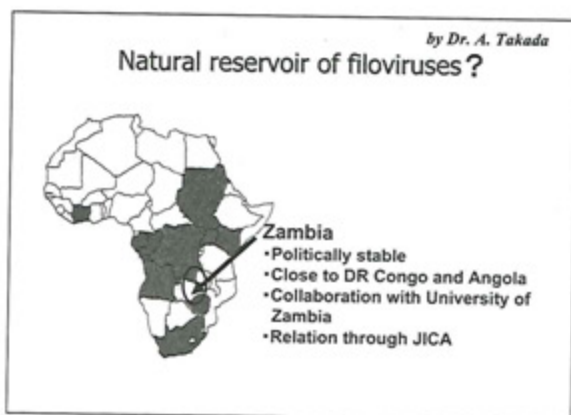 by Dr. A. Takada
Natural reservoir of filoviruses?
Zambia
•Politically stable
•Close to DR Congo and Angola
•Collaboration with University of
Zambia
•Relation through JICA